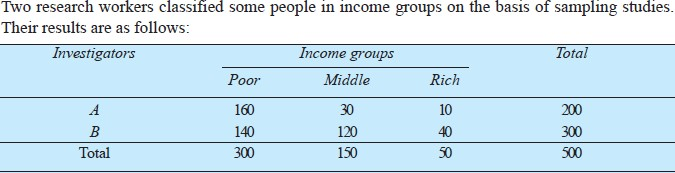 Two research workers classified some people in income groups on the basis of sampling studies.
Their results are as follows:
Investigators Income groups Total
Poor Middle Rich
A 160 30 10 200
B 140 120 40 300
Total 300 150 50 500